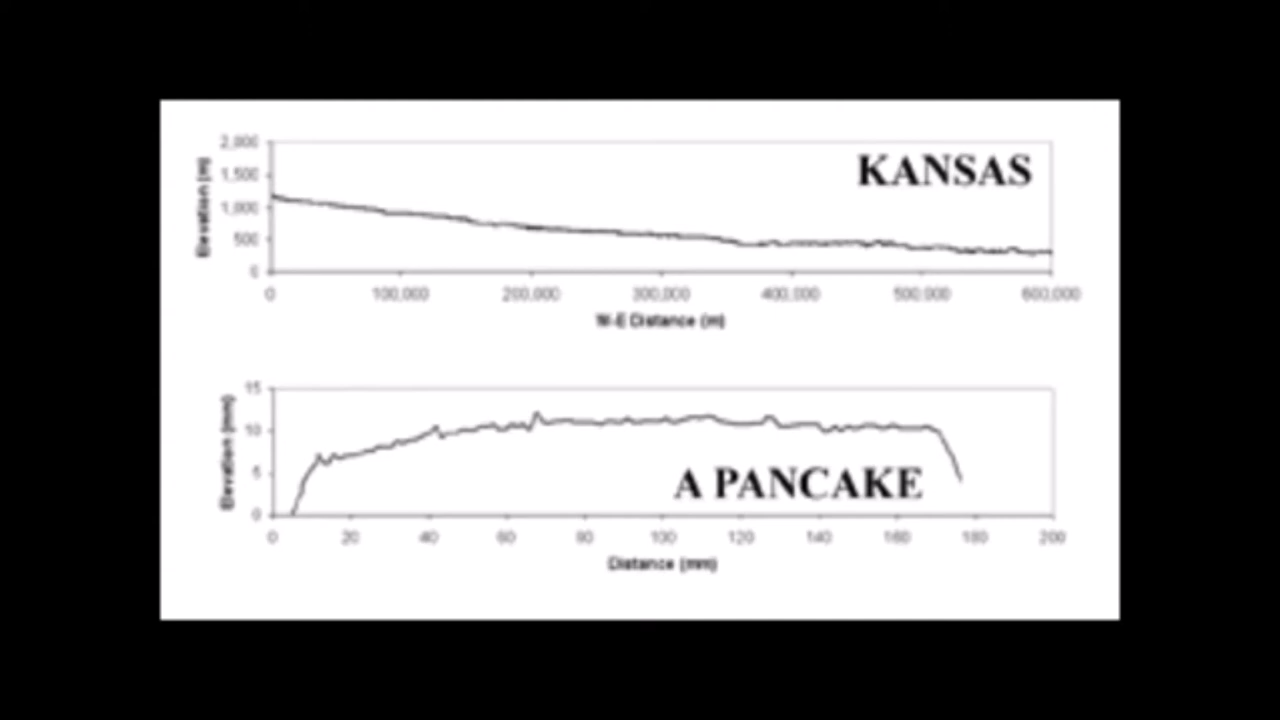 KANSAS
Elevation (m)
2,000
1,500
1,000
500
0
0 100,000 200,000 300,000 400,000 500,000 600,000
W-E Distance (m)
A PANCAKE
Elevation (mm)
15
10
5
0
0 20 40 60 80 100 120 140 160 180 200
Distance (mm)